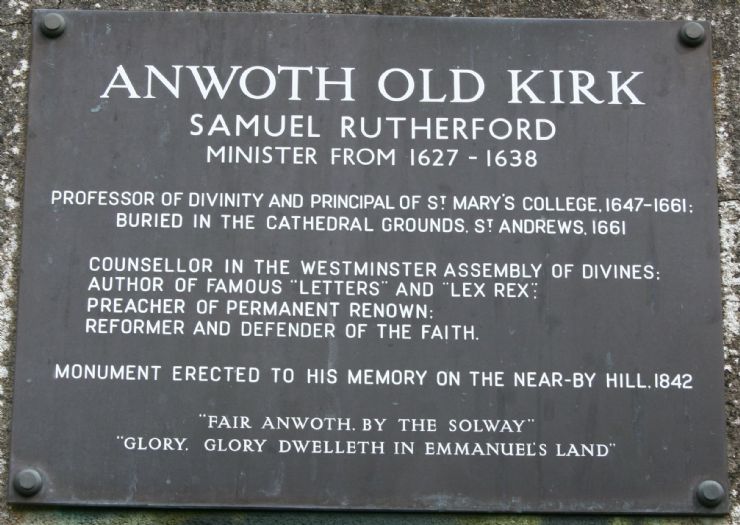 ANWOTH OLD KIRK
SAMUEL RUTHERFORD
MINISTER FROM 1627 - 1638
PROFESSOR OF DIVINITY AND PRINCIPAL OF ST. MARY'S COLLEGE, 1647-1661:
BURIED IN THE CATHEDRAL GROUNDS, ST. ANDREWS, 1661
COUNSELLOR IN THE WESTMINSTER ASSEMBLY OF DIVINES:
AUTHOR OF FAMOUS "LETTERS" AND "LEX REX":
PREACHER OF PERMANENT RENOWN:
REFORMER AND DEFENDER OF THE FAITH.
MONUMENT ERECTED TO HIS MEMORY ON THE NEAR-BY HILL, 1842
"FAIR ANWOTH, BY THE SOLWAY"
"GLORY, GLORY DWELLETH IN EMMANUEL'S LAND"